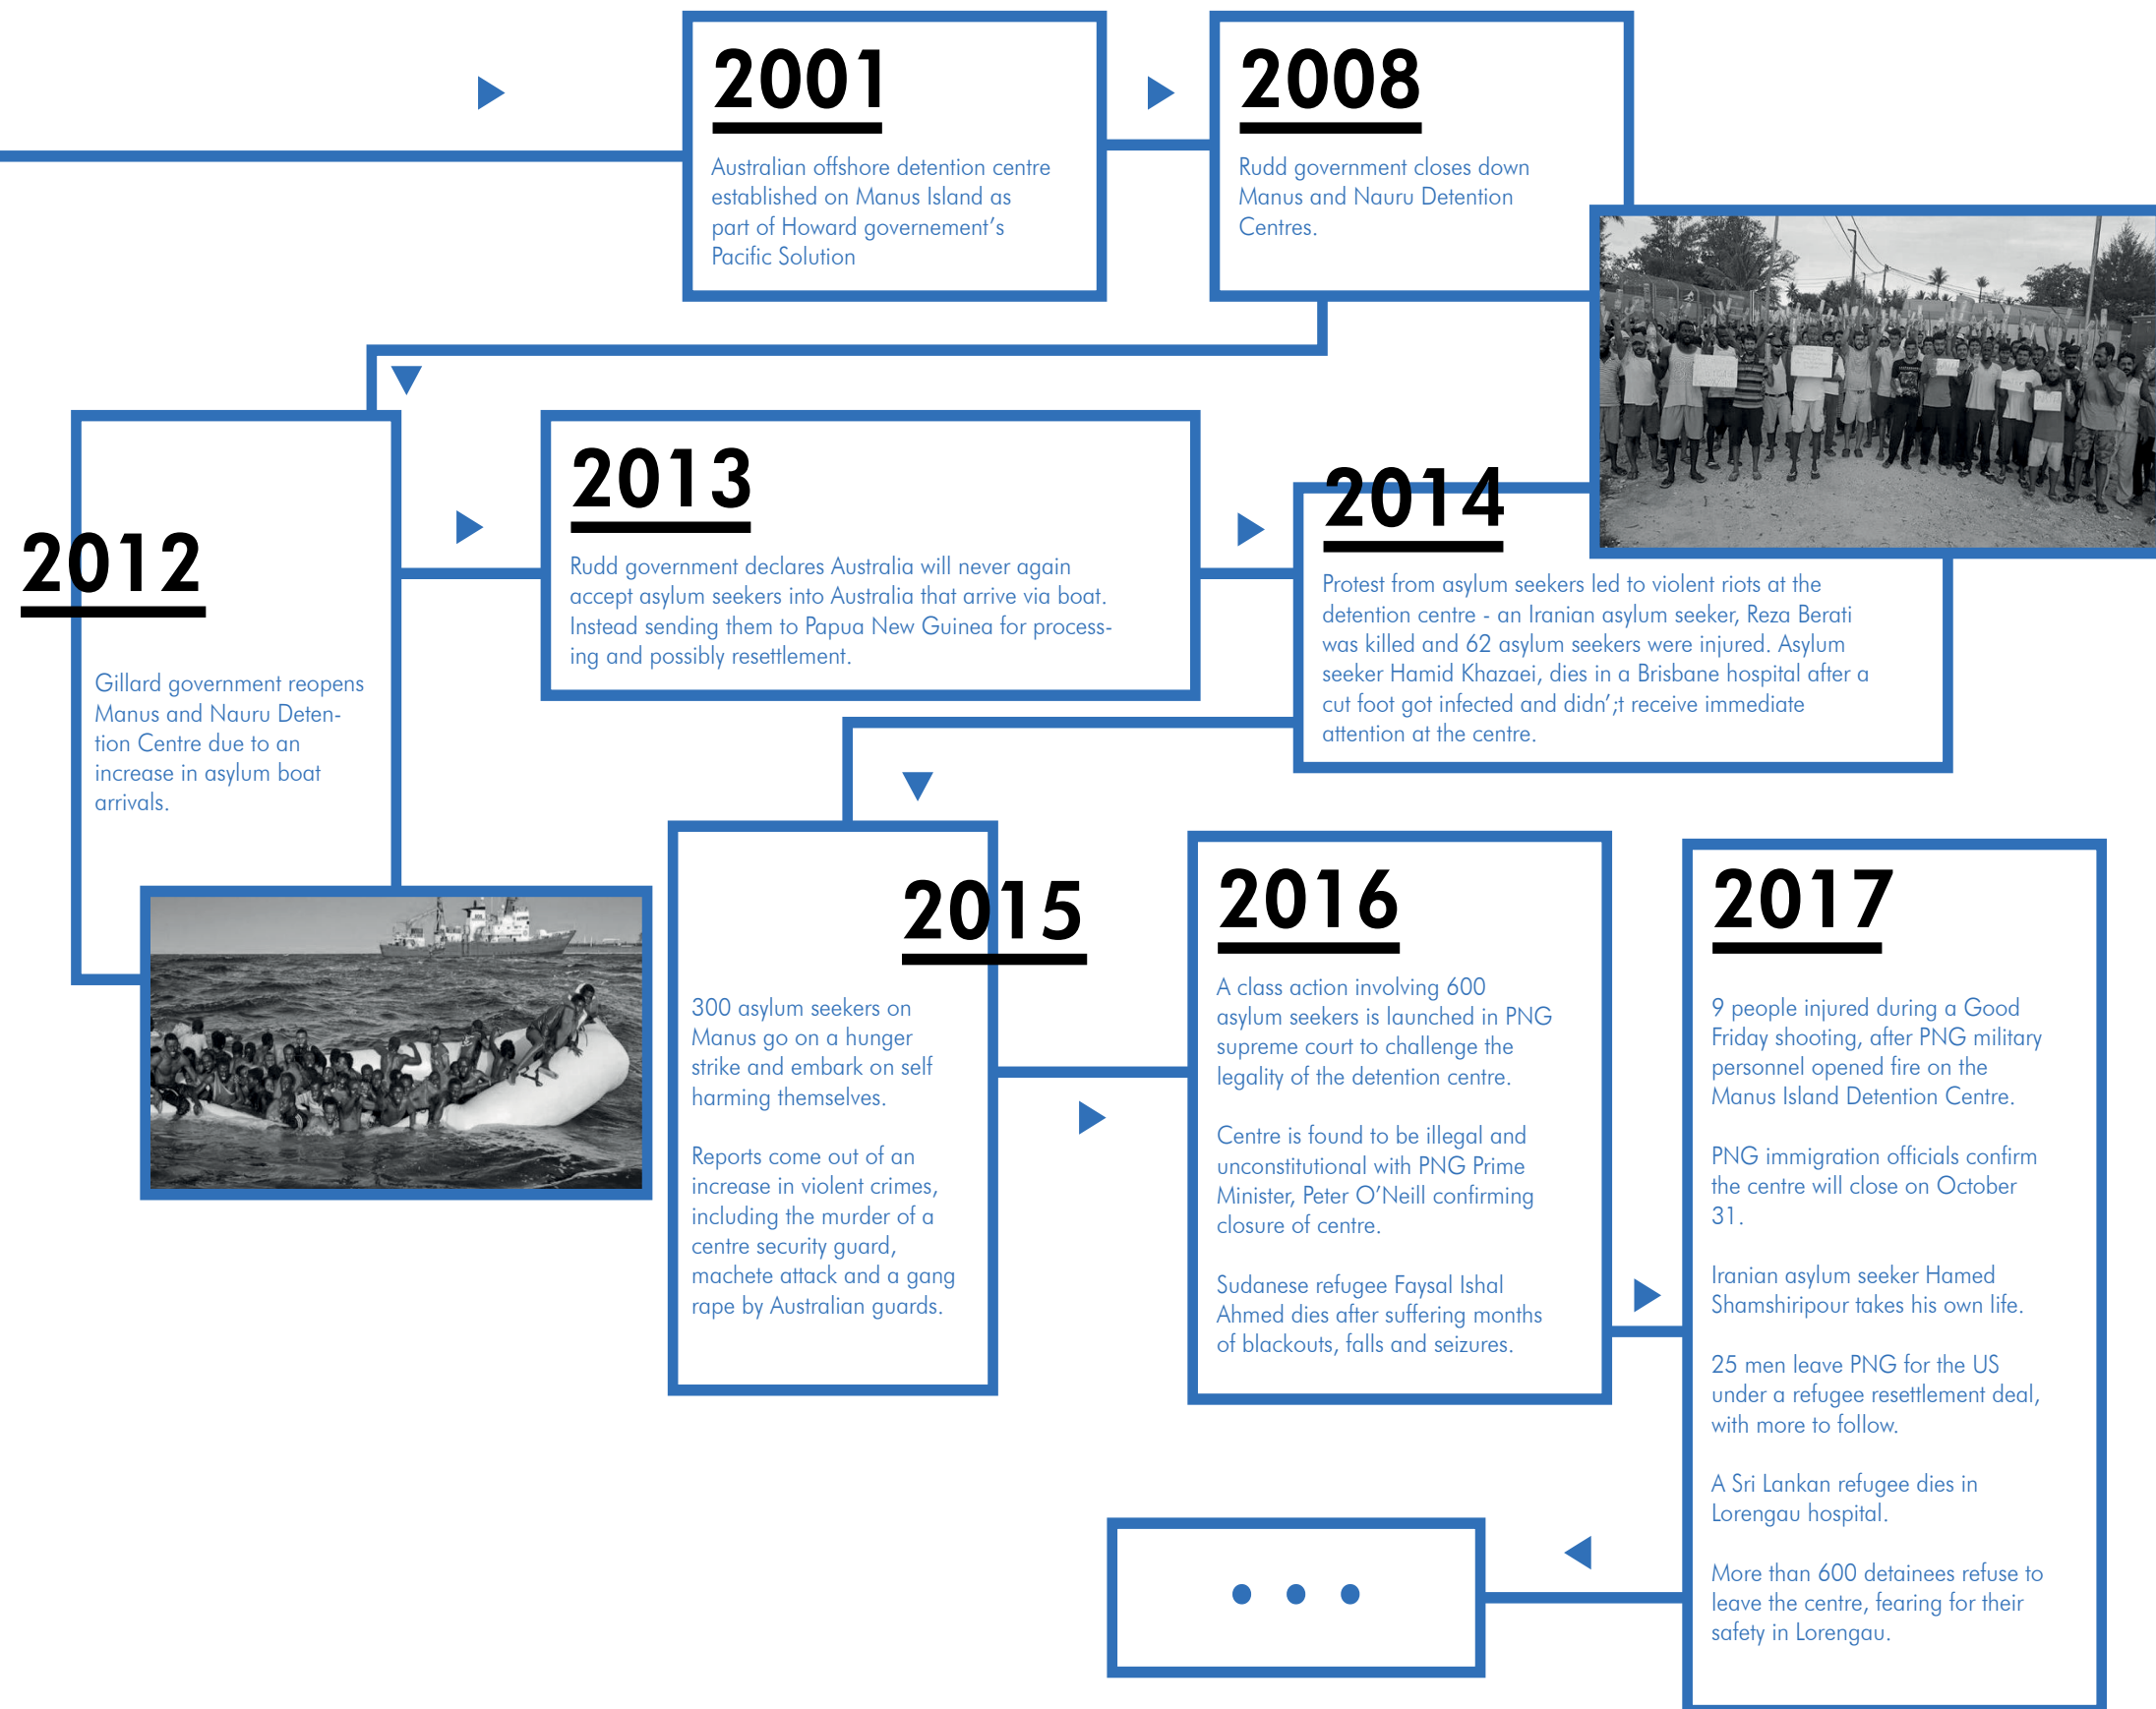 2001
Australian offshore detention centre
established on Manus Island as
part of Howard governement's
Pacific Solution
2008
Rudd government closes down
Manus and Nauru Detention
Centres.
2012
Gillard government reopens
Manus and Nauru Deten-
tion Centre due to an
increase in asylum boat
arrivals.
2013
Rudd government declares Australia will never again
accept asylum seekers into Australia that arrive via boat.
Instead sending them to Papua New Guinea for process-
ing and possibly resettlement.
2014
Protest from asylum seekers led to violent riots at the
detention centre - an Iranian asylum seeker, Reza Berati
was killed and 62 asylum seekers were injured. Asylum
seeker Hamid Khazaei, dies in a Brisbane hospital after a
cut foot got infected and didn';t receive immediate
attention at the centre.
2015
300 asylum seekers on
Manus go on a hunger
strike and embark on self
harming themselves.
Reports come out of an
increase in violent crimes,
including the murder of a
centre security guard,
machete attack and a gang
rape by Australian guards.
2016
A class action involving 600
asylum seekers is launched in PNG
supreme court to challenge the
legality of the detention centre.
Centre is found to be illegal and
unconstitutional with PNG Prime
Minister, Peter O'Neill confirming
closure of centre.
Sudanese refugee Faysal Ishal
Ahmed dies after suffering months
of blackouts, falls and seizures.
2017
9 people injured during a Good
Friday shooting, after PNG military
personnel opened fire on the
Manus Island Detention Centre.
PNG immigration officials confirm
the centre will close on October
31.
Iranian asylum seeker Hamed
Shamshiripour takes his own life.
25 men leave PNG for the US
under a refugee resettlement deal,
with more to follow.
A Sri Lankan refugee dies in
Lorengau hospital.
More than 600 detainees refuse to
leave the centre, fearing for their
safety in Lorengau.